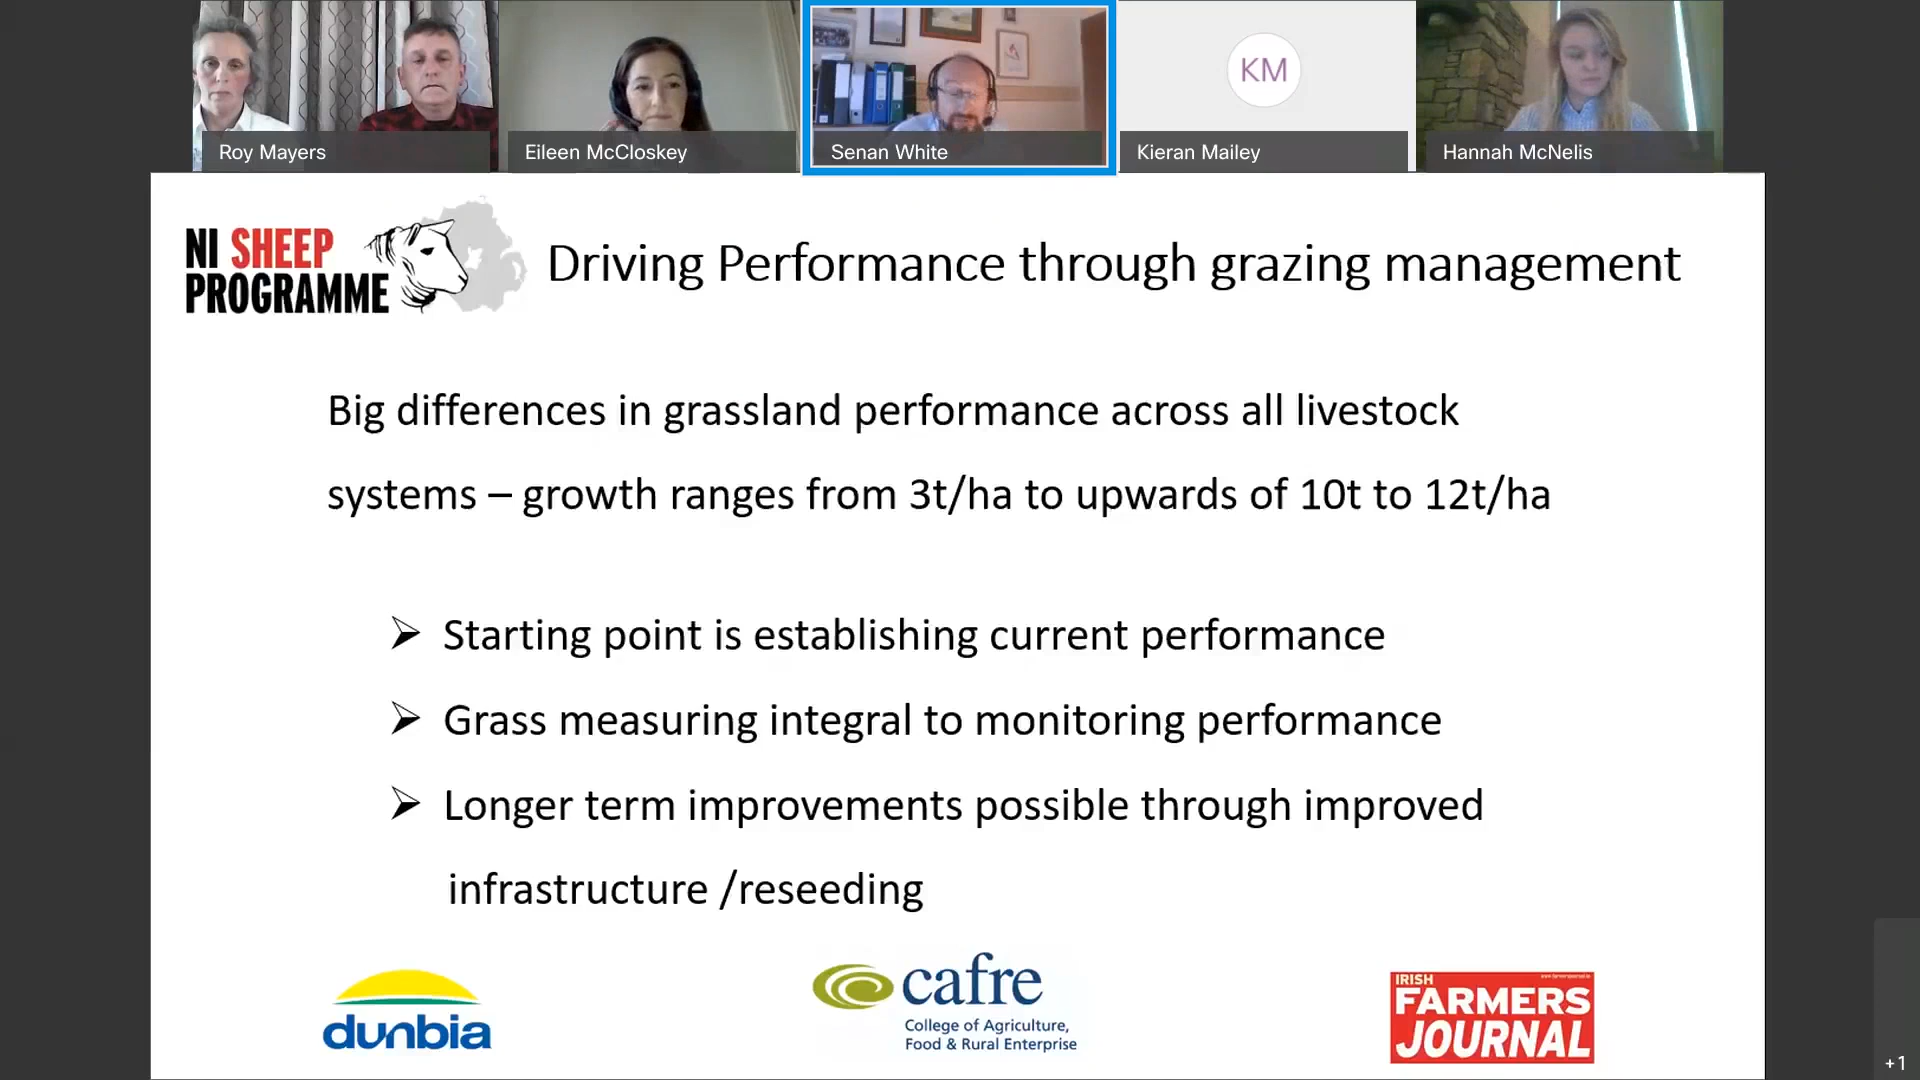 Roy Mayers
Eileen McCloskey
Senan White
KM
Kieran Mailey
Hannah McNelis
NI SHEEP
PROGRAMME
Driving Performance through grazing management
Big differences in grassland performance across all livestock
systems – growth ranges from 3t/ha to upwards of 10t to 12t/ha
➢ Starting point is establishing current performance
➢ Grass measuring integral to monitoring performance
➢ Longer term improvements possible through improved
infrastructure /reseeding
dunbia
cafre
College of Agriculture,
Food & Rural Enterprise
IRISH
FARMERS
JOURNAL
+1